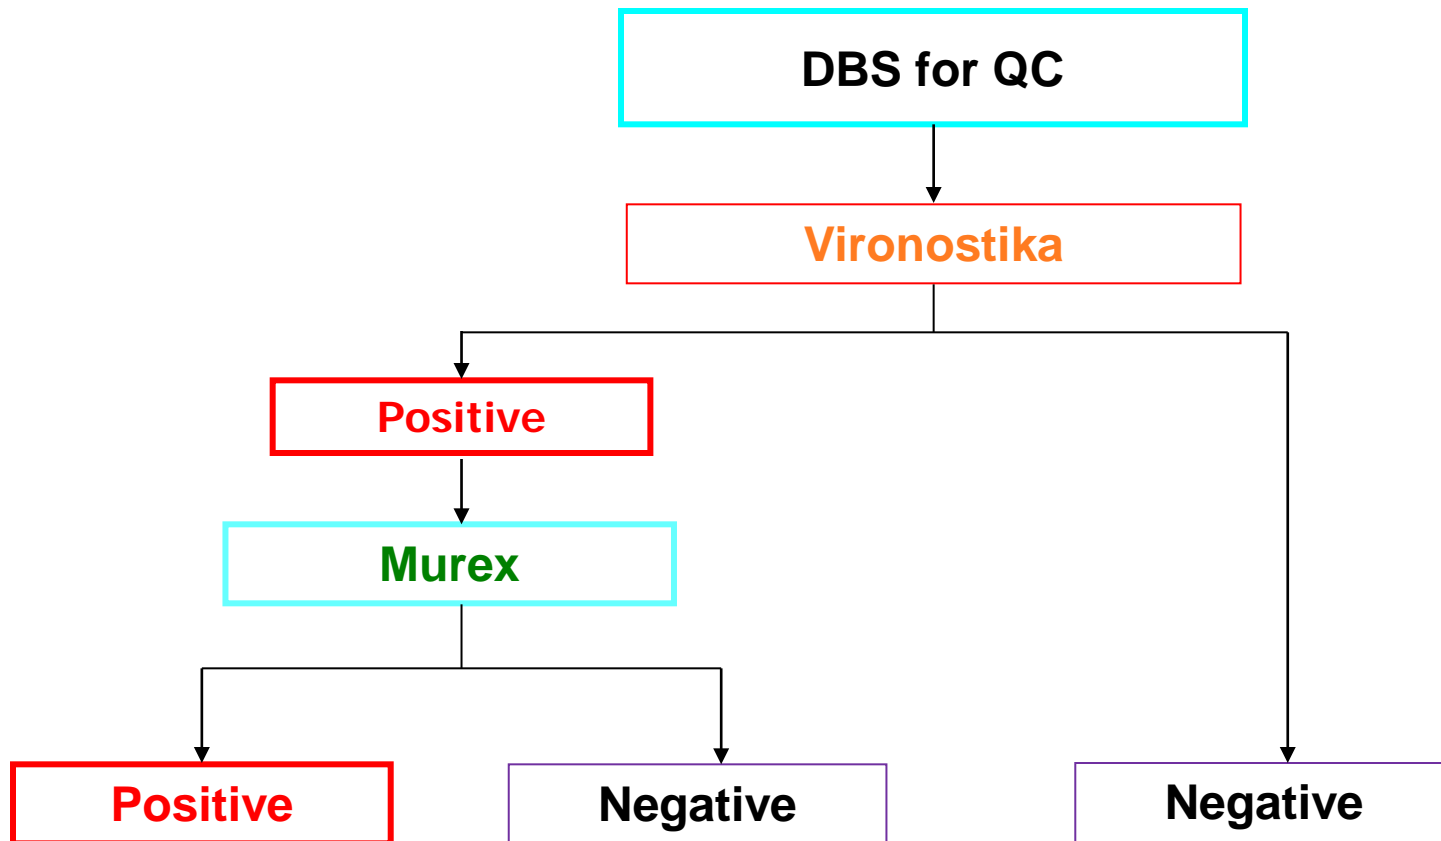 DBS for QC
Vironostika
Positive
Murex
Positive
Negative
Negative